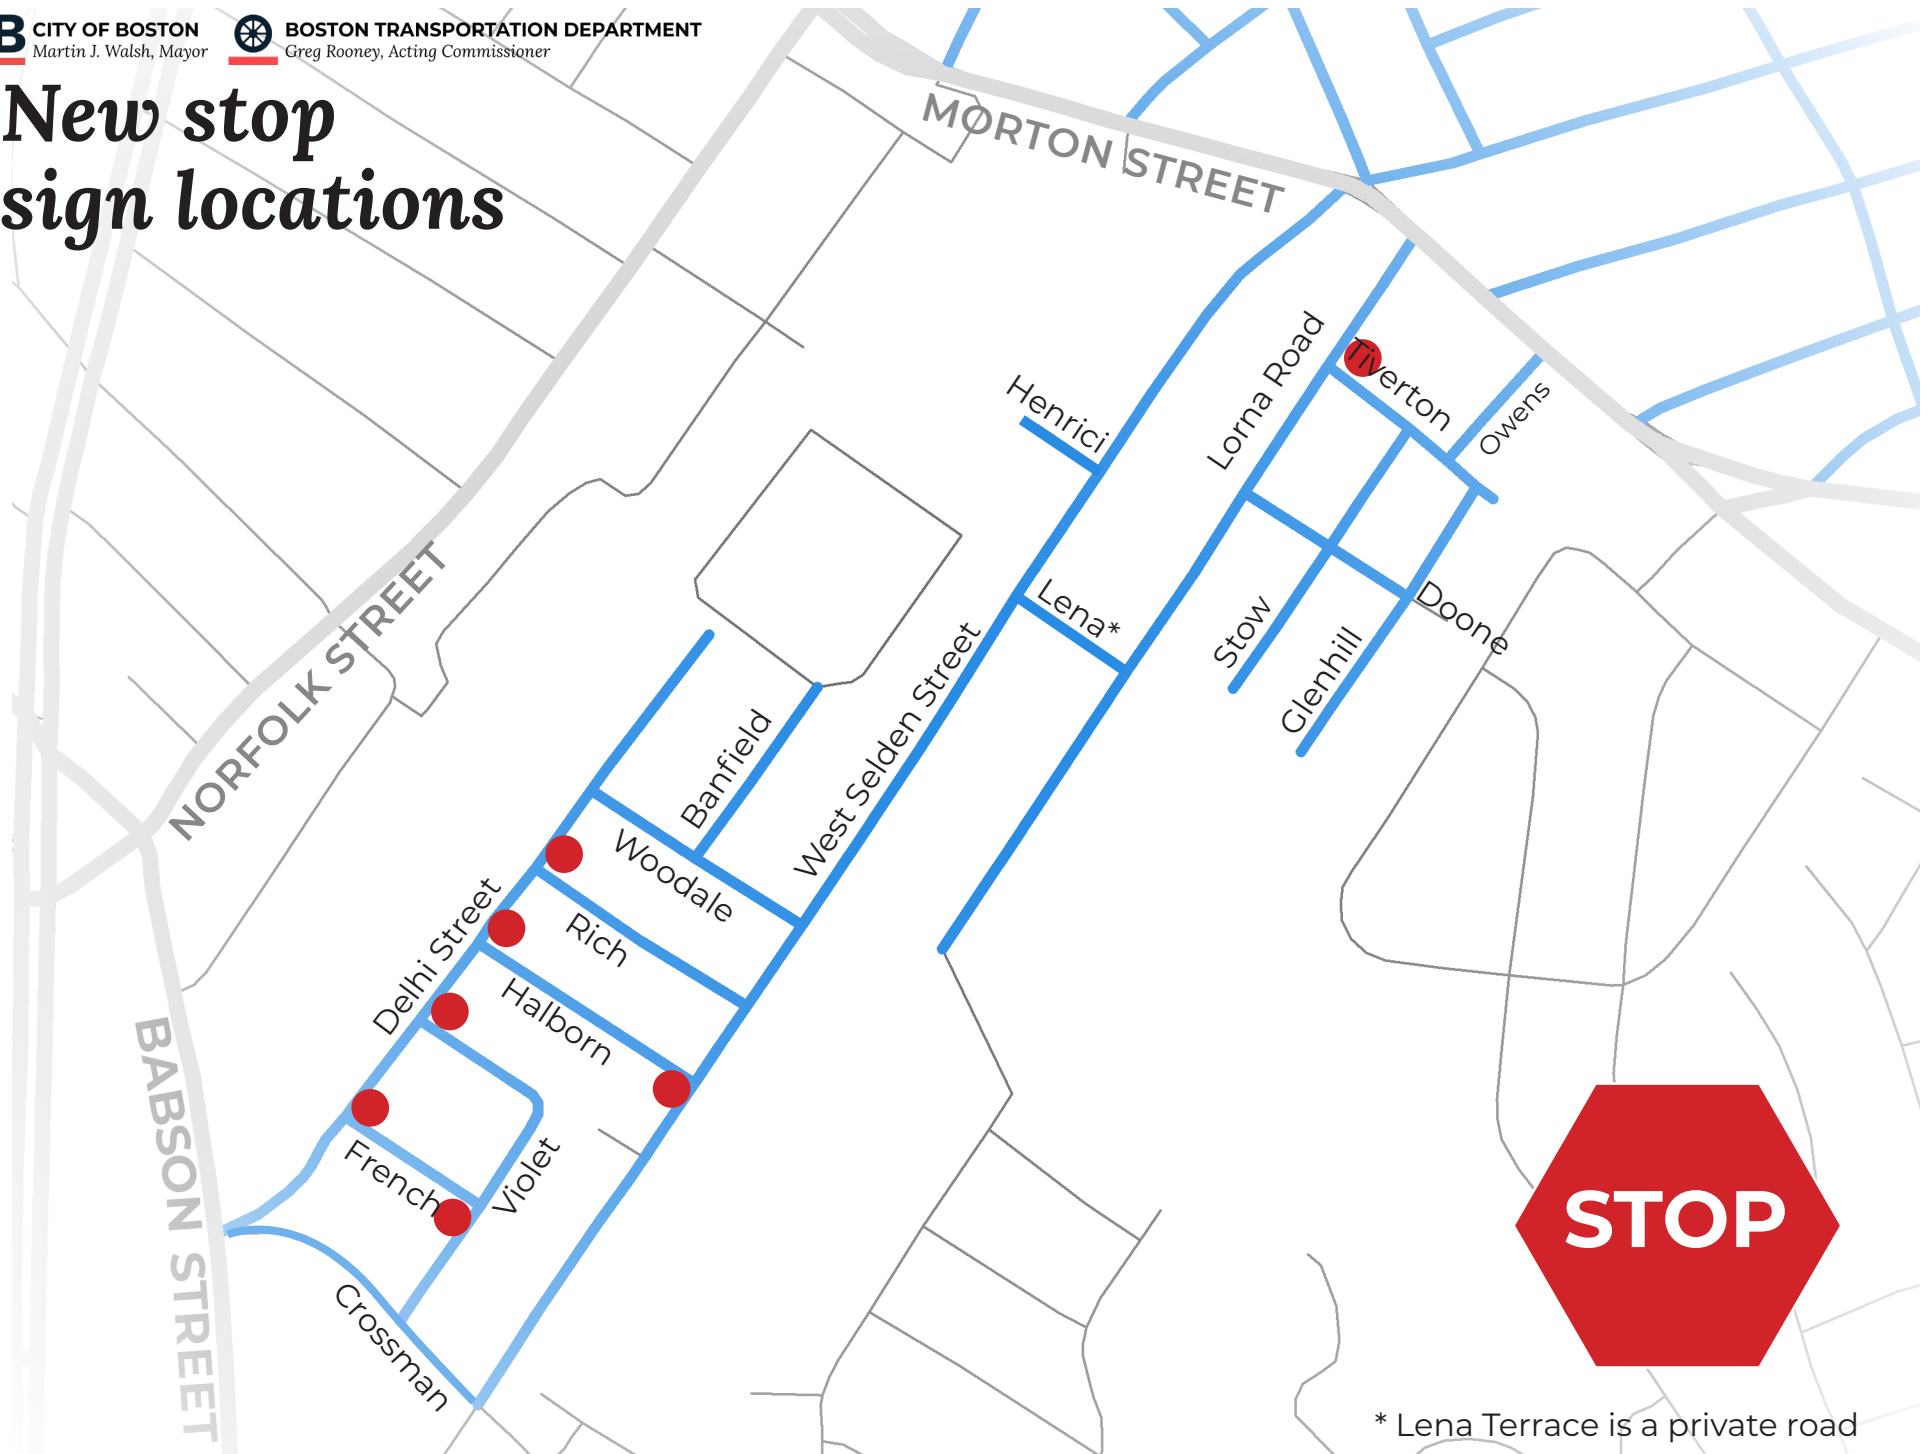 B
CITY OF BOSTON
Martin J. Walsh, Mayor
BOSTON TRANSPORTATION DEPARTMENT
Greg Rooney, Acting Commissioner
New stop
sign locations
MORTON STREET
Lorna Road
Tiverton
Owens
Henrici
NORFOLK STREET
Lena*
Stow
Glenhill
Doone
Banfield
West Selden Street
Woodale
Rich
Delhi Street
Halborn
BABSON STREET
French
Violet
Crossman
STOP
* Lena Terrace is a private road